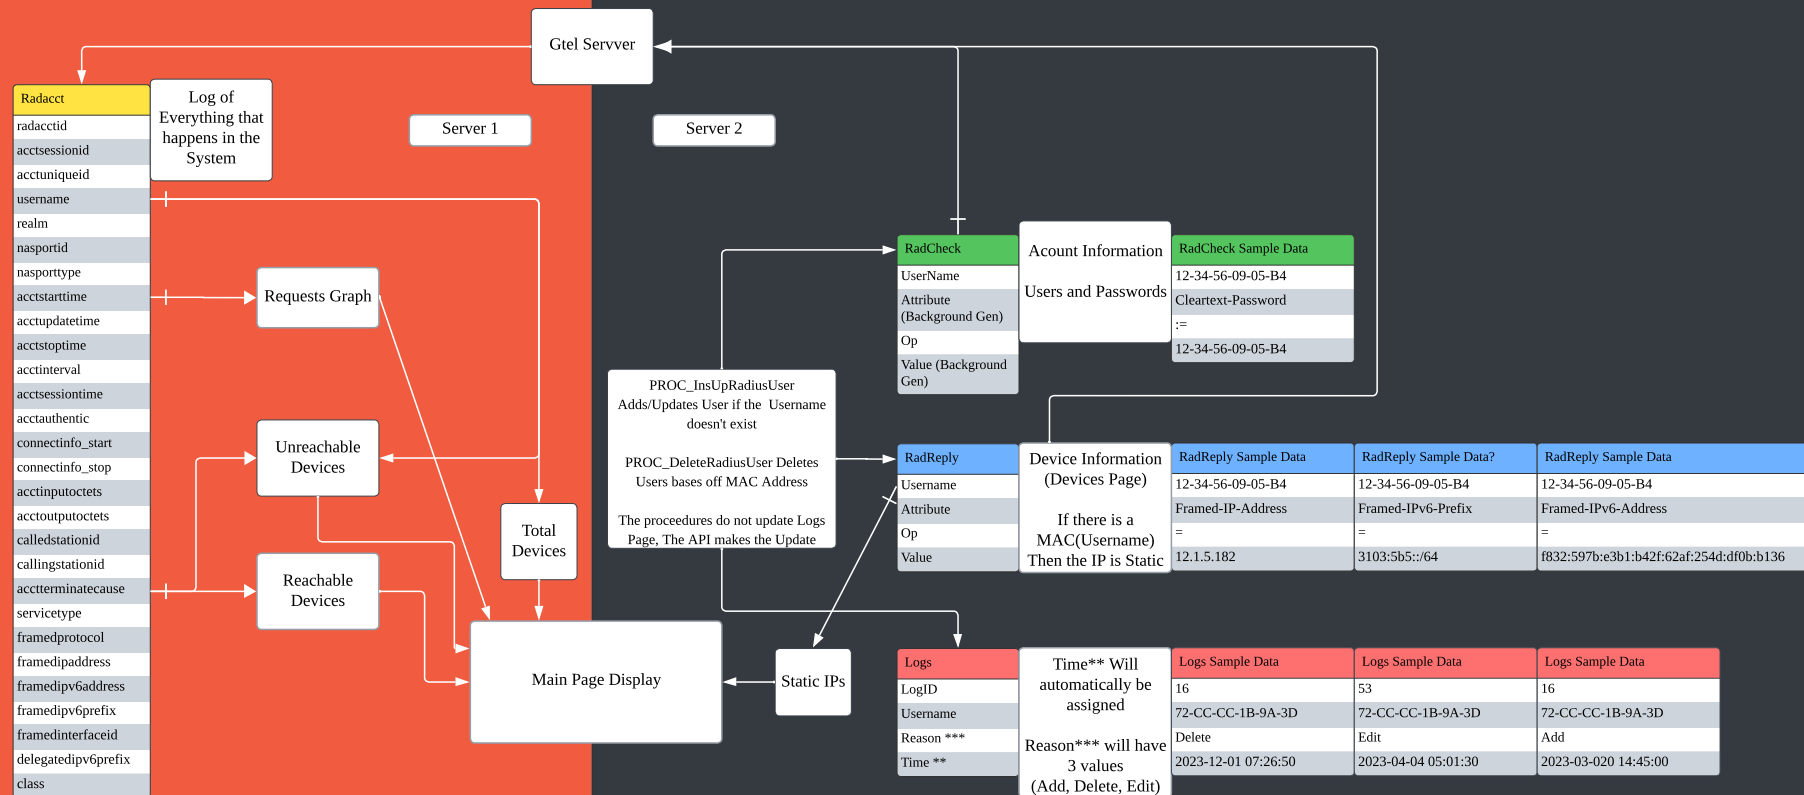 Gtel Servver
Server 1
Server 2
Radacct
radacctid
acctsessionid
acctuniqueid
username
realm
nasportid
nasporttype
acctstarttime
acctupdatetime
acctstoptime
acctinterval
acctsessiontime
acctauthentic
connectinfo_start
connectinfo_stop
acctinputoctets
acctoutputoctets
calledstationid
callingstationid
acctterminatecause
servicetype
framedprotocol
framedipaddress
framedipv6address
framedipv6prefix
framedinterfaceid
delegatedipv6prefix
class
Log of
Everything that
happens in the
System
Requests Graph
Unreachable
Devices
Reachable
Devices
Total
Devices
Main Page Display
Static IPs
PROC_InsUpRadiusUser
Adds/Updates User if the  Username
doesn't exist
PROC_DeleteRadiusUser Deletes
Users bases off MAC Address
The proceedures do not update Logs
Page, The API makes the Update
RadCheck
UserName
Attribute
(Background Gen)
Op
Value (Background
Gen)
Acount Information
Users and Passwords
RadCheck Sample Data
12-34-56-09-05-B4
Cleartext-Password
:=
12-34-56-09-05-B4
RadReply
Username
Attribute
Op
Value
Device Information
(Devices Page)
If there is a
MAC(Username)
Then the IP is Static
RadReply Sample Data
12-34-56-09-05-B4
Framed-IP-Address
=
12.1.5.182
RadReply Sample Data?
12-34-56-09-05-B4
Framed-IPv6-Prefix
=
3103:5b5::/64
RadReply Sample Data
12-34-56-09-05-B4
Framed-IPv6-Address
=
f832:597b:e3b1:b42f:62af:254d:df0b:b136
Logs
LogID
Username
Reason ***
Time **
Time** Will
automatically be
assigned
Reason*** will have
3 values
(Add, Delete, Edit)
Logs Sample Data
16
72-CC-CC-1B-9A-3D
Delete
2023-12-01 07:26:50
Logs Sample Data
53
72-CC-CC-1B-9A-3D
Edit
2023-04-04 05:01:30
Logs Sample Data
16
72-CC-CC-1B-9A-3D
Add
2023-03-020 14:45:00